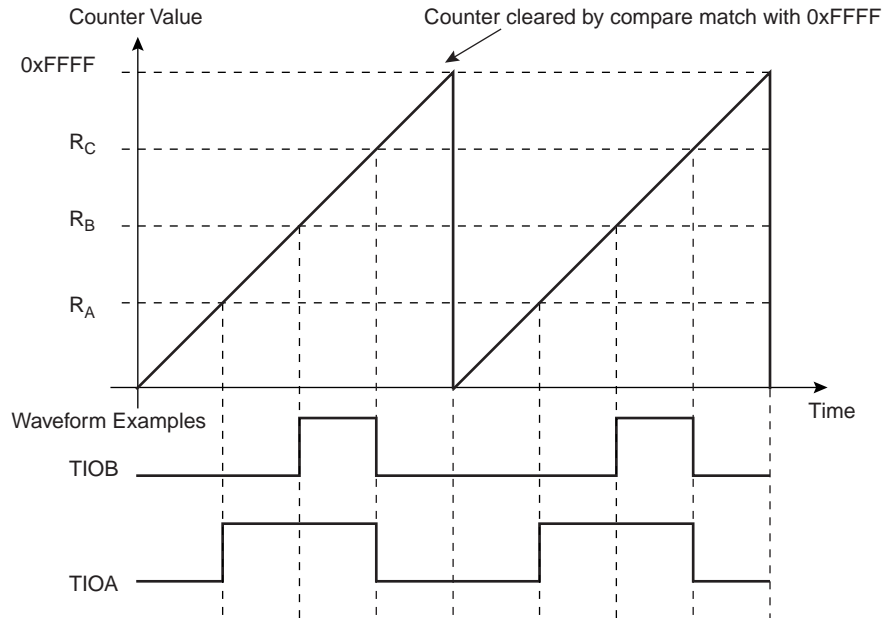 Counter Value
Counter cleared by compare match with 0xFFFF
0xFFFF
RC
RB
RA
Time
Waveform Examples
TIOB
TIOA